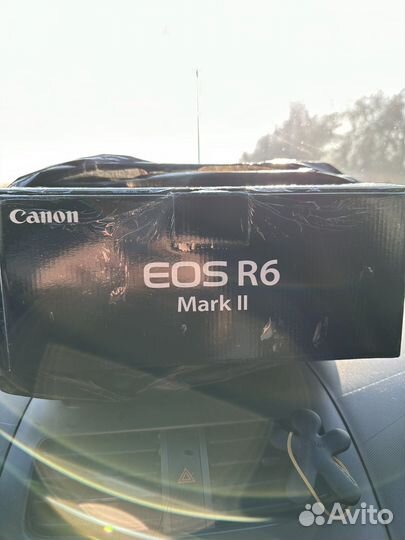 Canon
EOS R6
Mark II
Avito